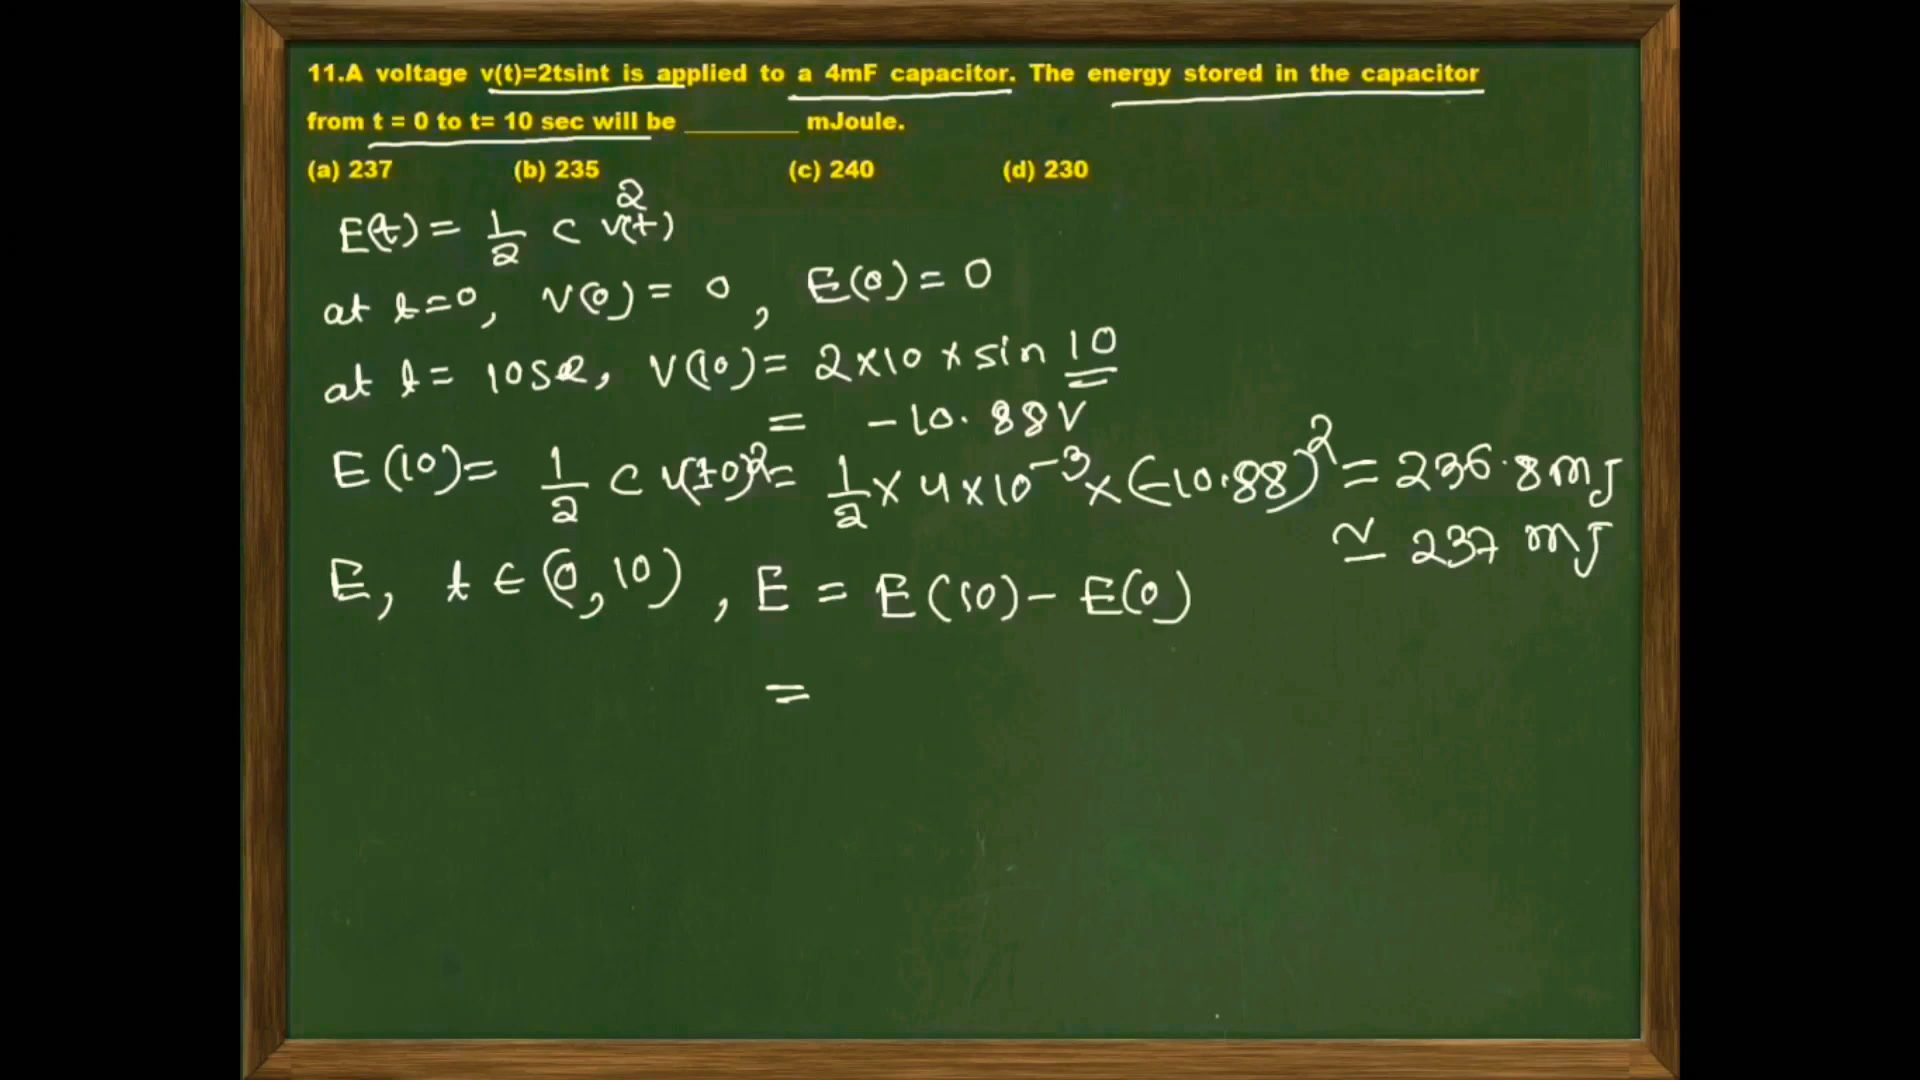 11.A voltage v(t)=2tsint is applied to a 4mF capacitor. The energy stored in the capacitor
from t = 0 to t= 10 sec will be ________ mJoule.
(a) 237 (b) 235 (c) 240 (d) 230
E(t) = 1/2 C v(t)²
at t=0, V(0) = 0 , E(0) = 0
at t = 10 sec, V(10) = 2×10 × sin 10
= -10.88V
E(10) = 1/2 C V(10)² = 1/2 × 4×10⁻³ × (-10.88)² = 236.8mJ
≃ 237 mJ
E, t ∈ (0,10) , E = E(10) - E(0)
=